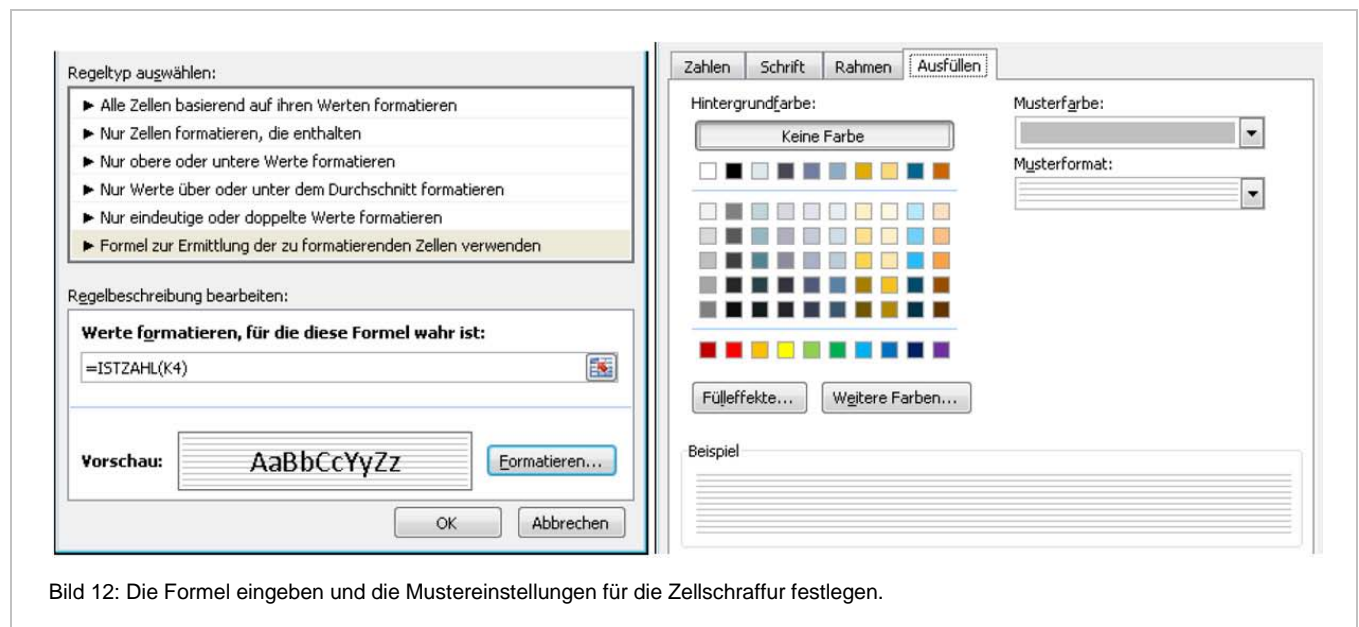 Regeltyp auswählen:
► Alle Zellen basierend auf ihren Werten formatieren
► Nur Zellen formatieren, die enthalten
► Nur obere oder untere Werte formatieren
► Nur Werte über oder unter dem Durchschnitt formatieren
► Nur eindeutige oder doppelte Werte formatieren
► Formel zur Ermittlung der zu formatierenden Zellen verwenden
Regelbeschreibung bearbeiten:
Werte formatieren, für die diese Formel wahr ist:
=ISTZAHL(K4)
Vorschau: AaBbCcYyZz Formatieren...
OK Abbrechen
Zahlen Schrift Rahmen Ausfüllen
Hintergrundfarbe: Musterfarbe:
Keine Farbe
Musterformat:
Fülleffekte... Weitere Farben...
Beispiel
Bild 12: Die Formel eingeben und die Mustereinstellungen für die Zellschraffur festlegen.